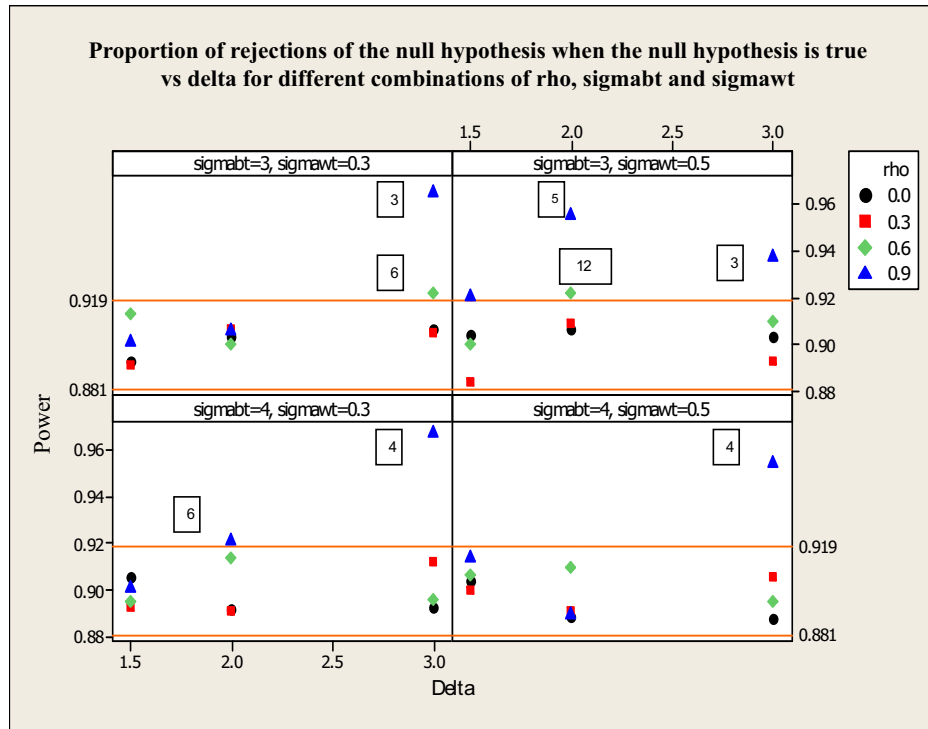 Proportion of rejections of the null hypothesis when the null hypothesis is true
vs delta for different combinations of rho, sigmabt and sigmawt
1.5 2.0 2.5 3.0
sigmabt=3, sigmawt=0.3 sigmabt=3, sigmawt=0.5
rho
0.0
0.3
0.6
0.9
3 5 0.96
0.94
6 12 3
0.919 0.92
0.90
0.881 0.88
sigmabt=4, sigmawt=0.3 sigmabt=4, sigmawt=0.5
Power
0.96 4 4
0.94
6
0.92 0.919
0.90
0.88 0.881
1.5 2.0 2.5 3.0
Delta